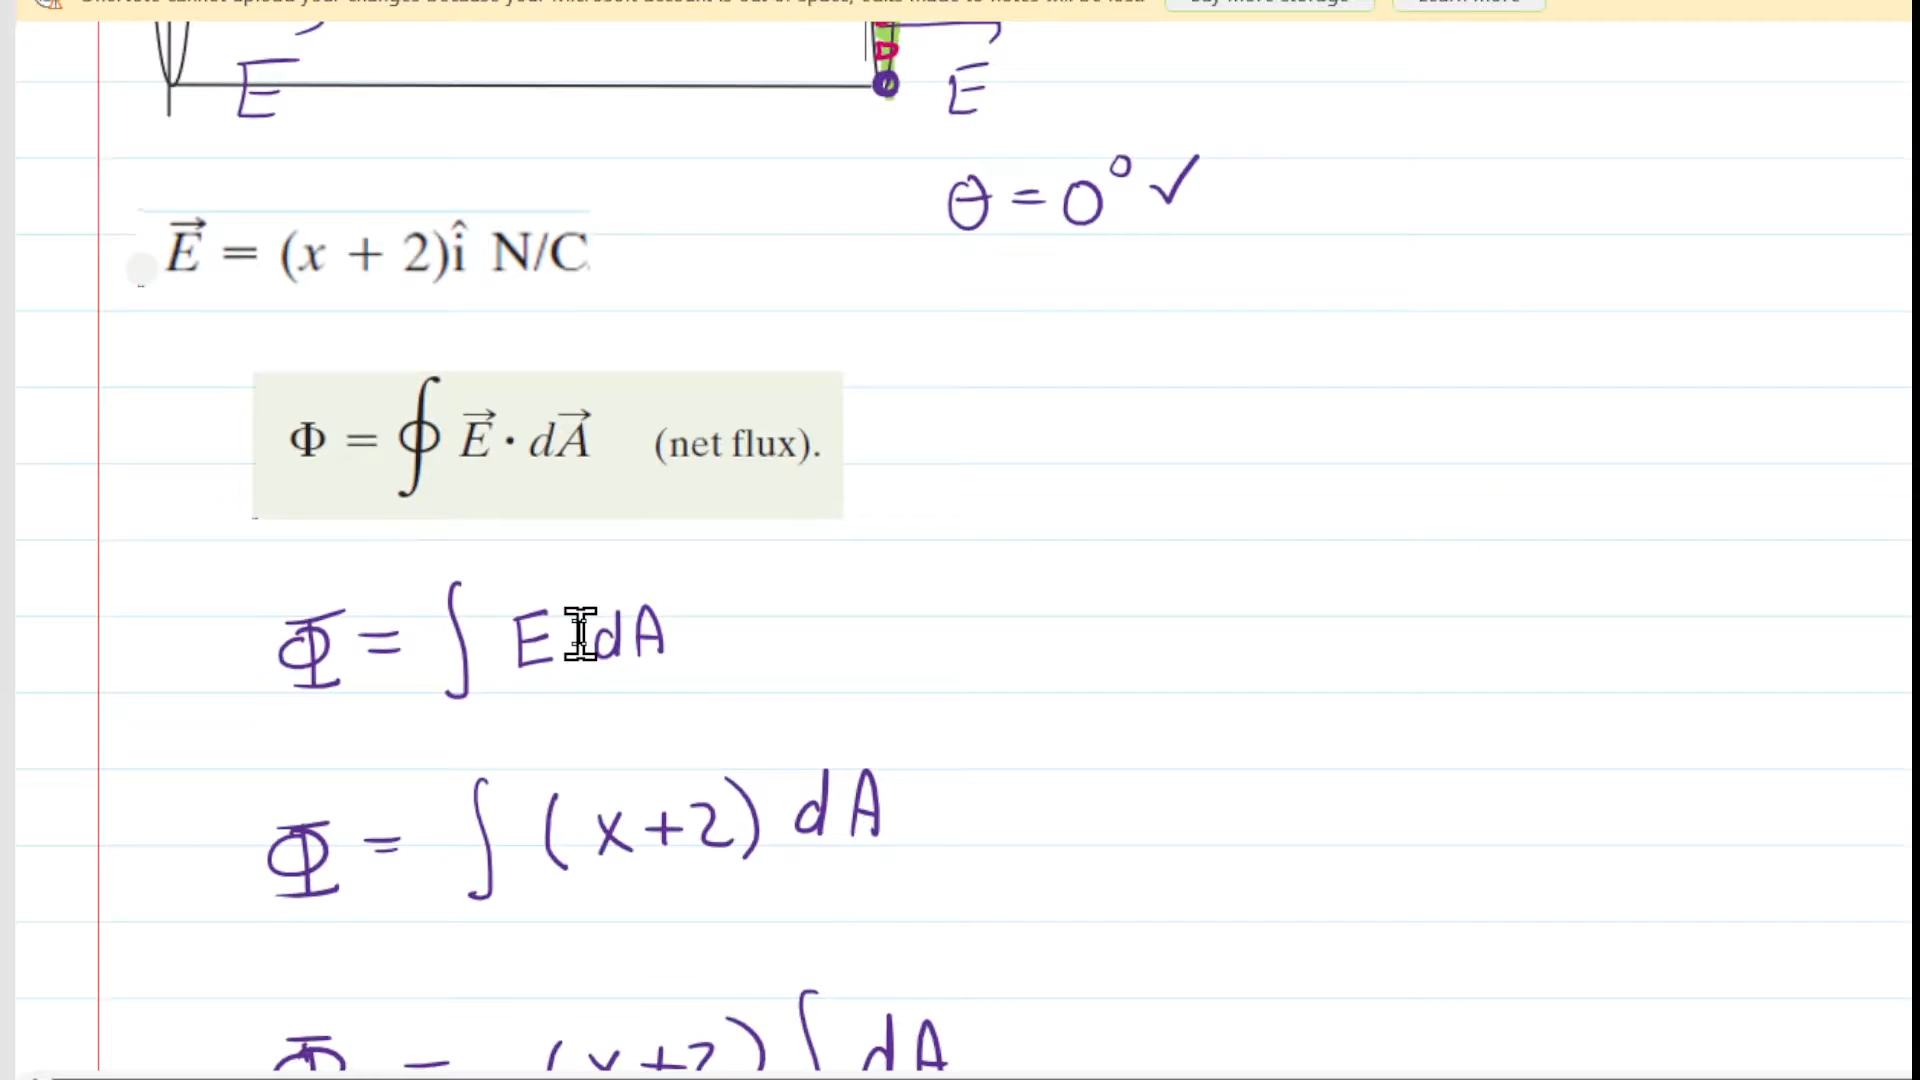 E E
θ = 0° ✓
E⃗ = (x + 2)î N/C
Φ = ∮ E⃗ · dA⃗ (net flux).
Φ = ∫ E dA
Φ = ∫ (x+2) dA
Φ = (x+2) ∫ dA